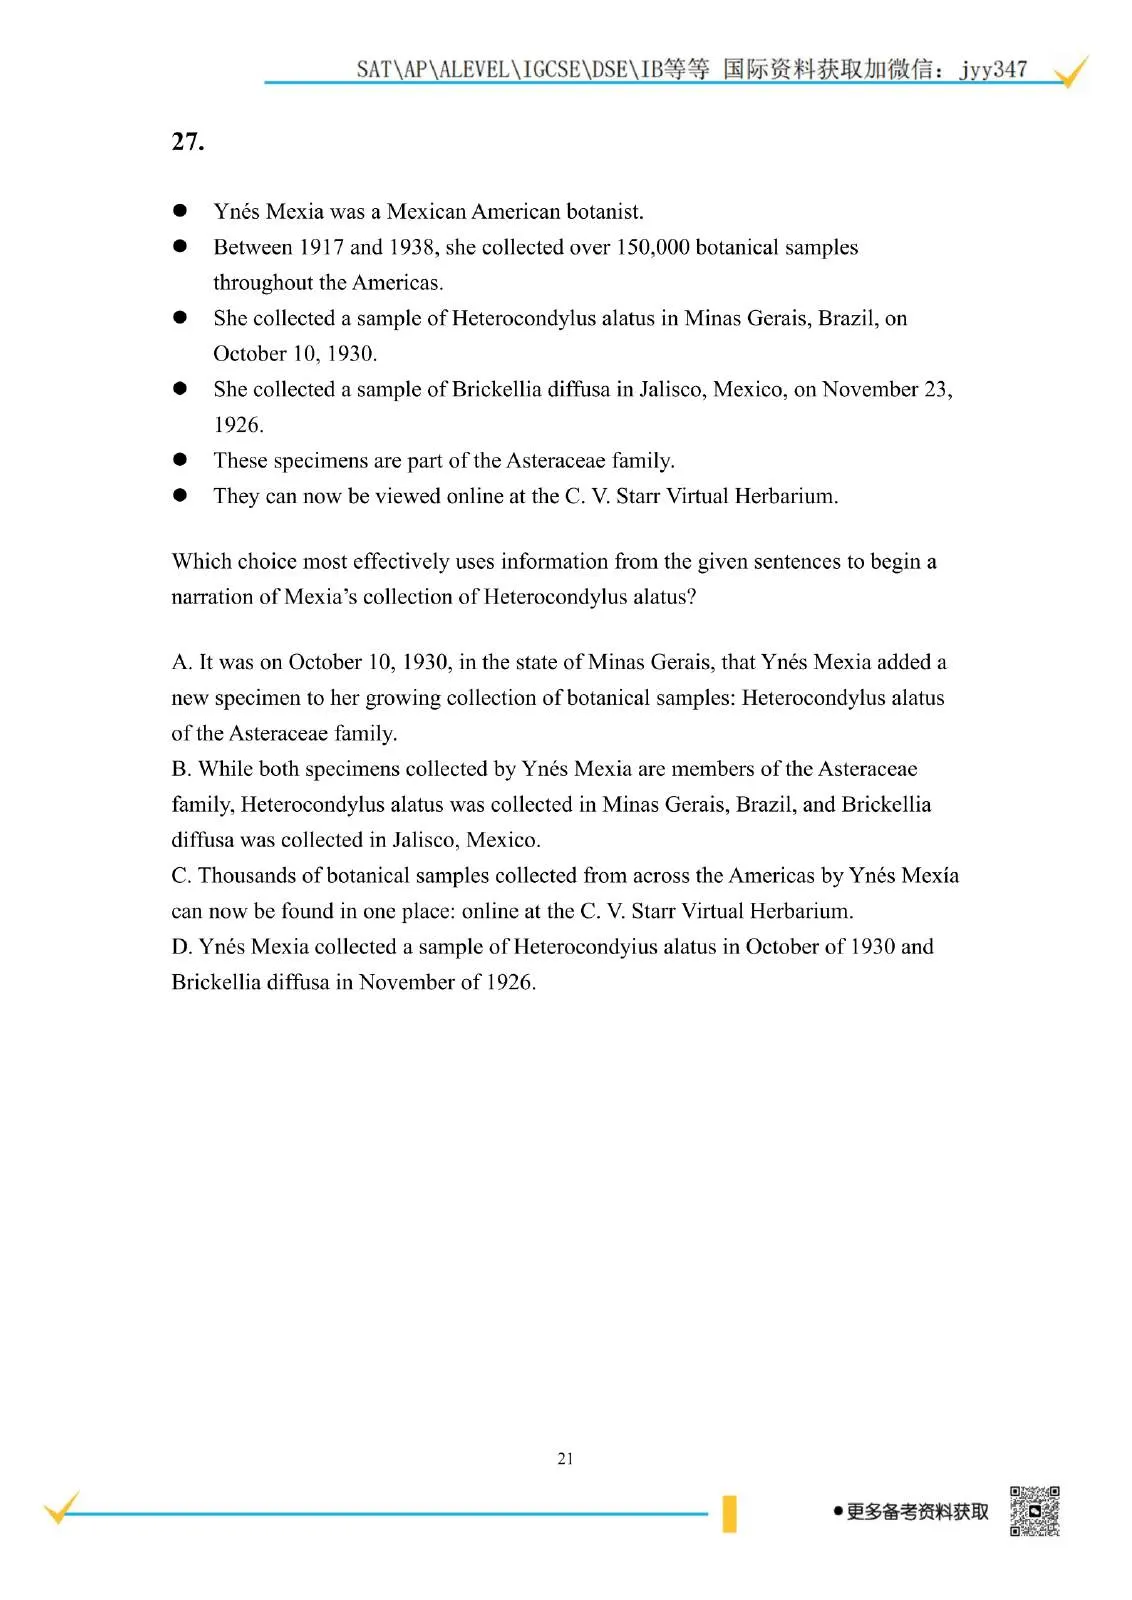 SAT\AP\ALEVEL\IGCSE\DSE\IB等等 国际资料获取加微信：jyy347
27.
● Ynés Mexia was a Mexican American botanist.
● Between 1917 and 1938, she collected over 150,000 botanical samples
throughout the Americas.
● She collected a sample of Heterocondylus alatus in Minas Gerais, Brazil, on
October 10, 1930.
● She collected a sample of Brickellia diffusa in Jalisco, Mexico, on November 23,
1926.
● These specimens are part of the Asteraceae family.
● They can now be viewed online at the C. V. Starr Virtual Herbarium.
Which choice most effectively uses information from the given sentences to begin a
narration of Mexia’s collection of Heterocondylus alatus?
A. It was on October 10, 1930, in the state of Minas Gerais, that Ynés Mexia added a
new specimen to her growing collection of botanical samples: Heterocondylus alatus
of the Asteraceae family.
B. While both specimens collected by Ynés Mexia are members of the Asteraceae
family, Heterocondylus alatus was collected in Minas Gerais, Brazil, and Brickellia
diffusa was collected in Jalisco, Mexico.
C. Thousands of botanical samples collected from across the Americas by Ynés Mexía
can now be found in one place: online at the C. V. Starr Virtual Herbarium.
D. Ynés Mexia collected a sample of Heterocondyius alatus in October of 1930 and
Brickellia diffusa in November of 1926.
21
●更多备考资料获取